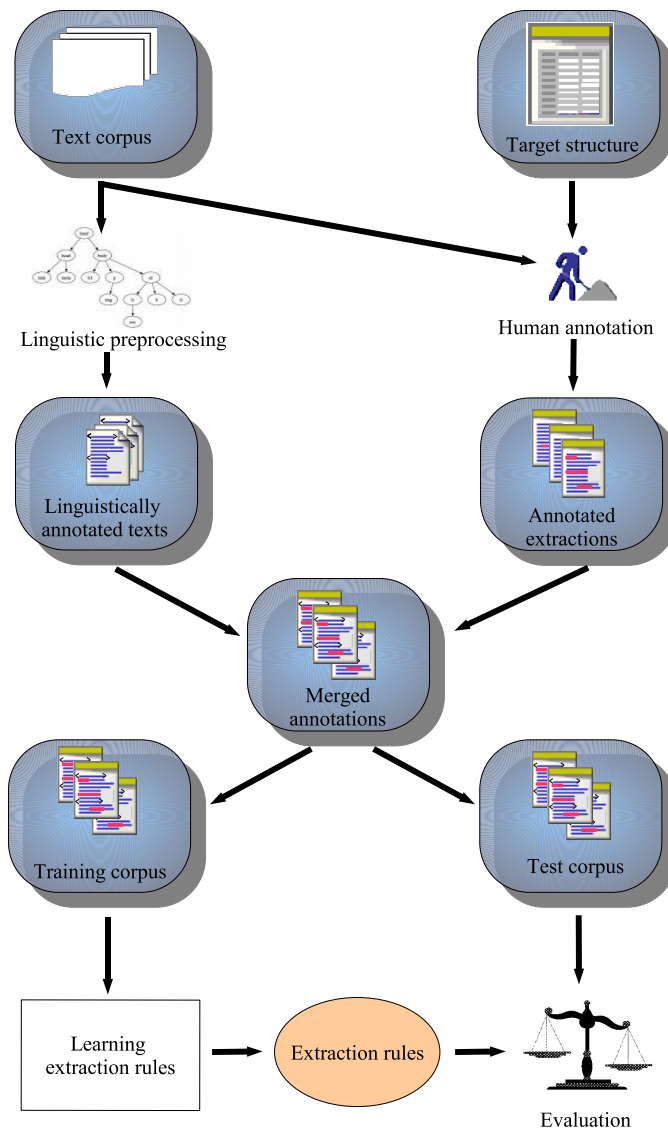 Text corpus
Target structure
Linguistic preprocessing
Human annotation
Linguistically
annotated texts
Annotated
extractions
Merged
annotations
Training corpus
Test corpus
Learning
extraction rules
Extraction rules
Evaluation